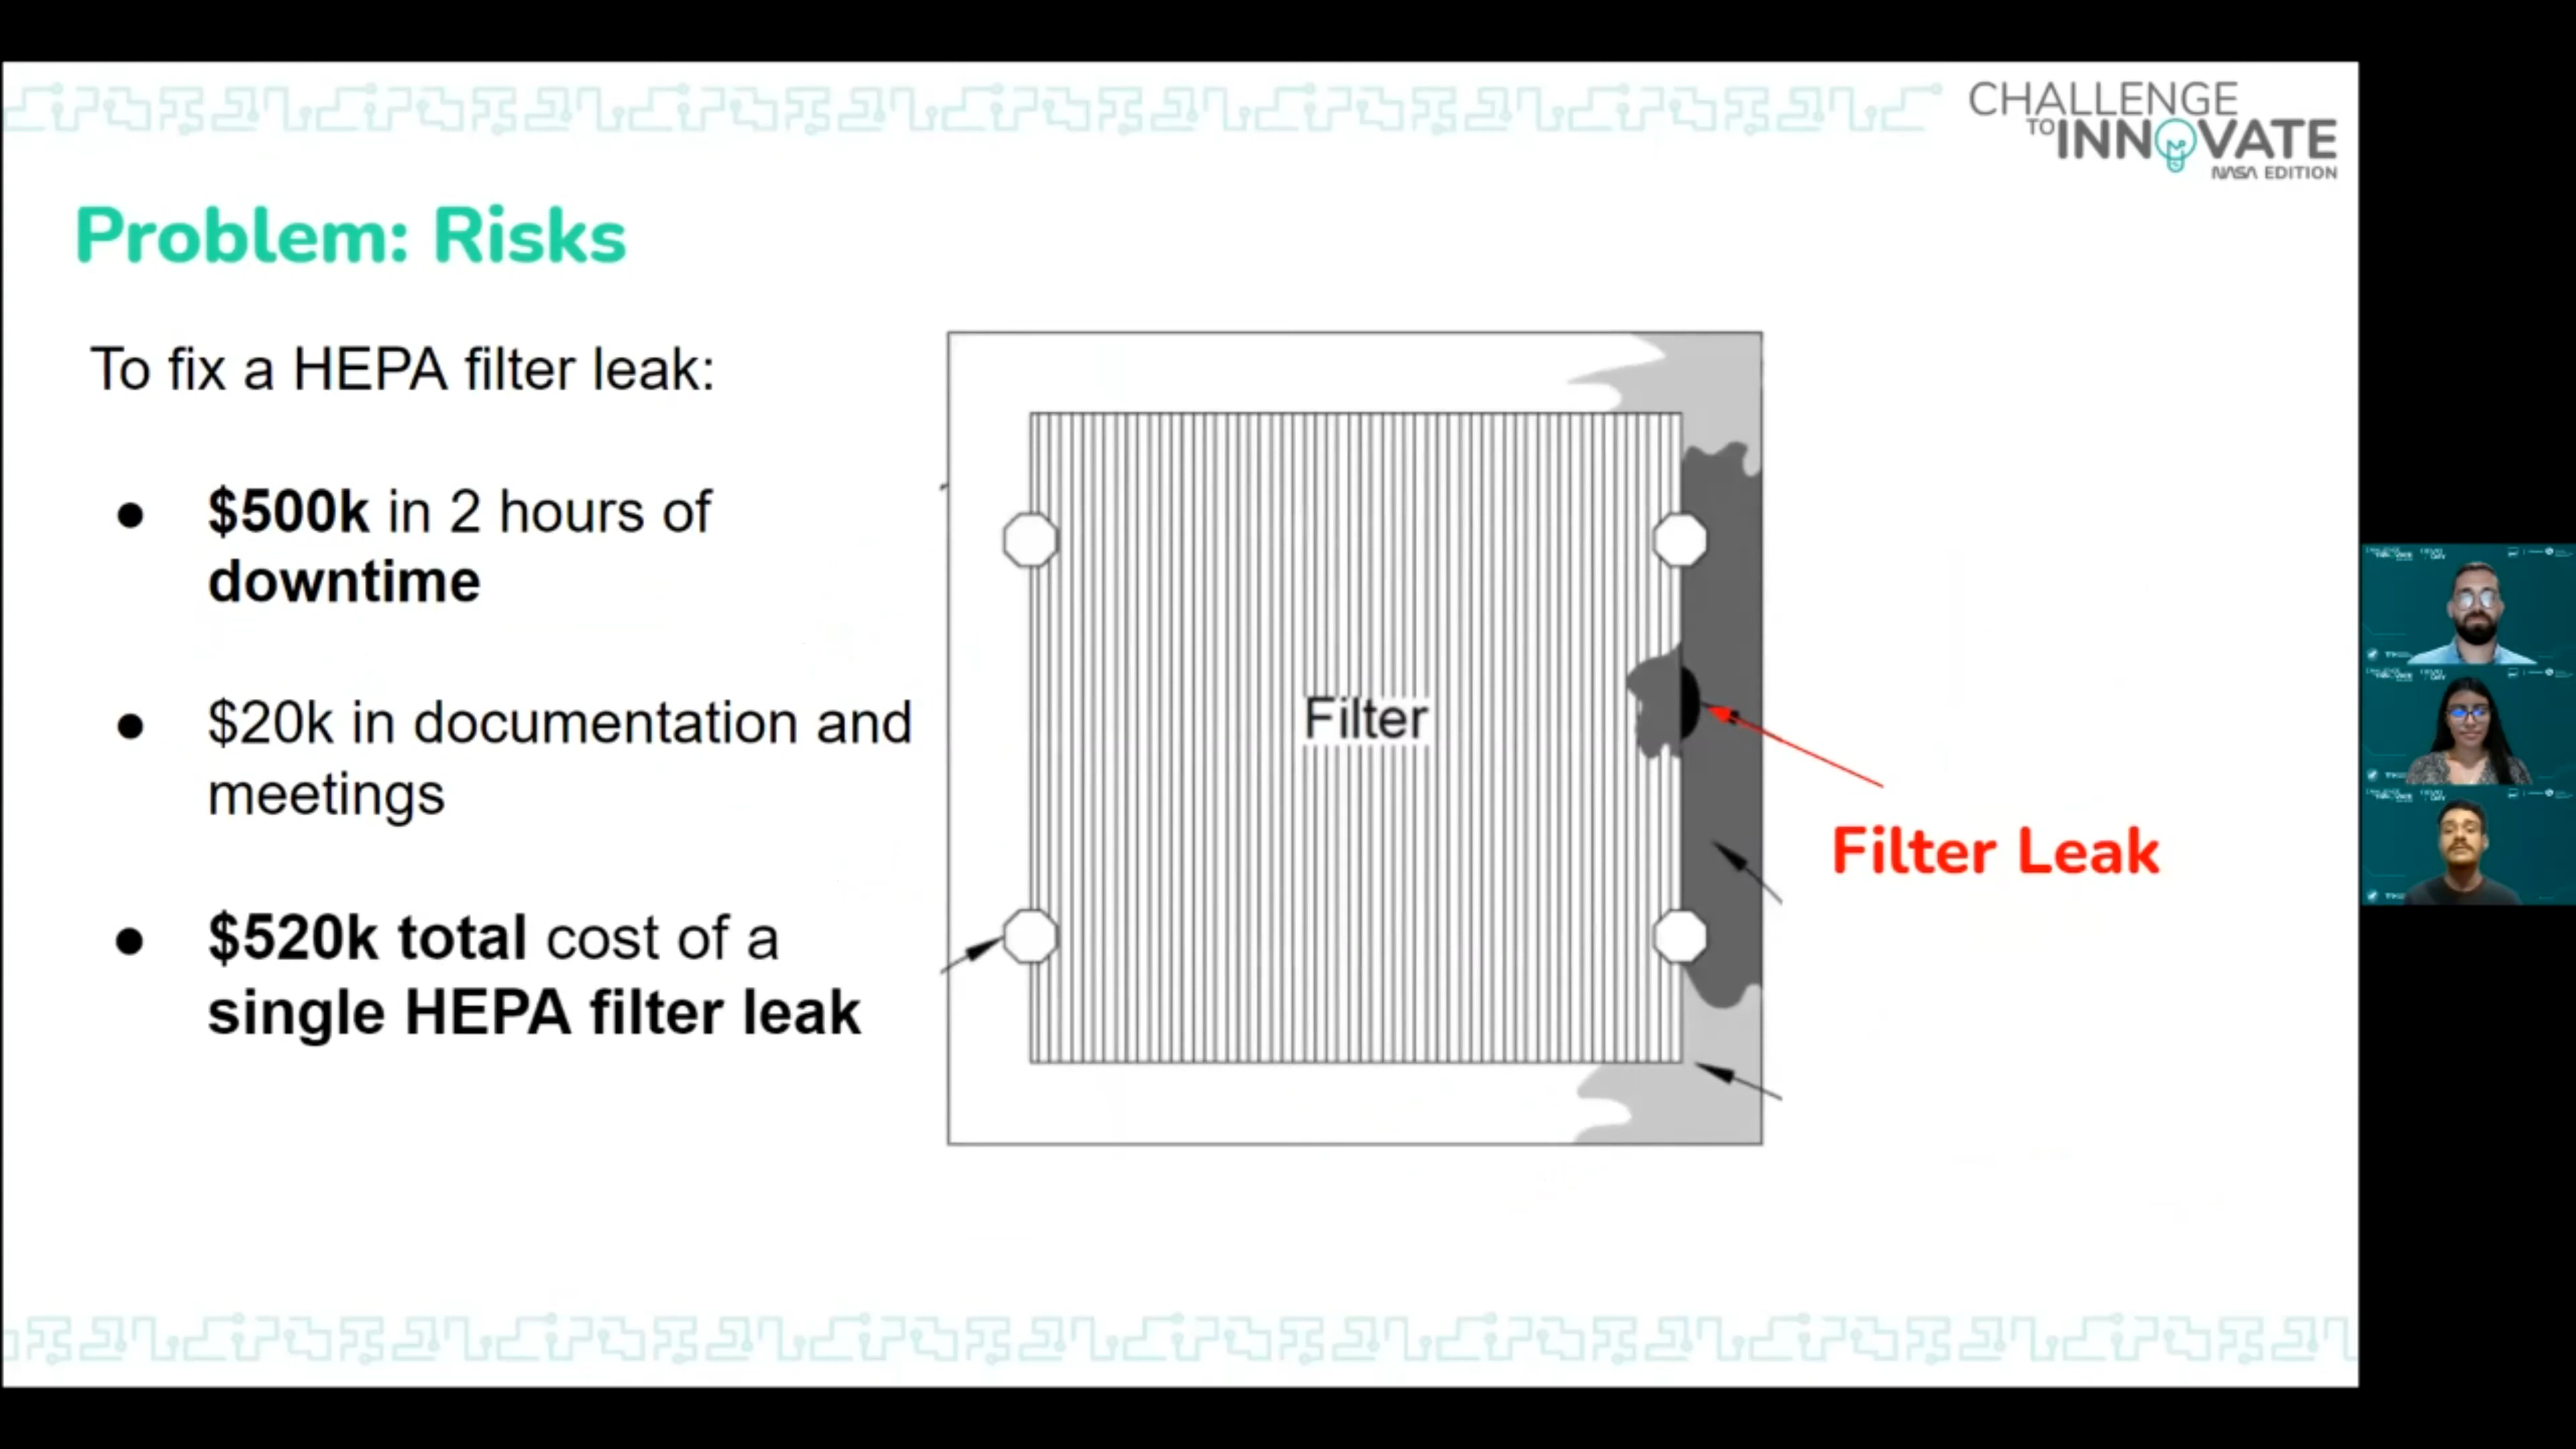 CHALLENGE
TO INNOVATE
NASA EDITION
Problem: Risks
To fix a HEPA filter leak:
● $500k in 2 hours of
downtime
● $20k in documentation and
meetings
● $520k total cost of a
single HEPA filter leak
Filter
Filter Leak